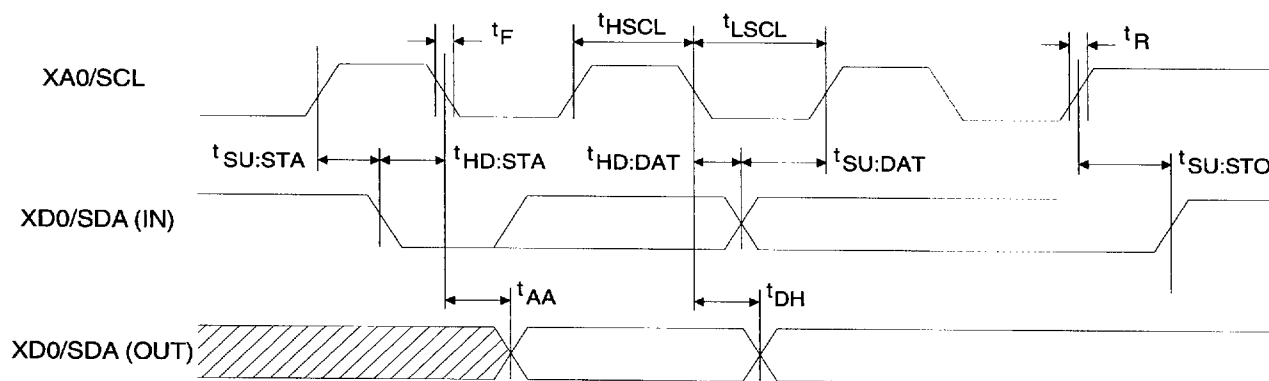 tF
tHSCL
tLSCL
tR
XA0/SCL
tSU:STA
tHD:STA
tHD:DAT
tSU:DAT
tSU:STO
XD0/SDA (IN)
tAA
tDH
XD0/SDA (OUT)